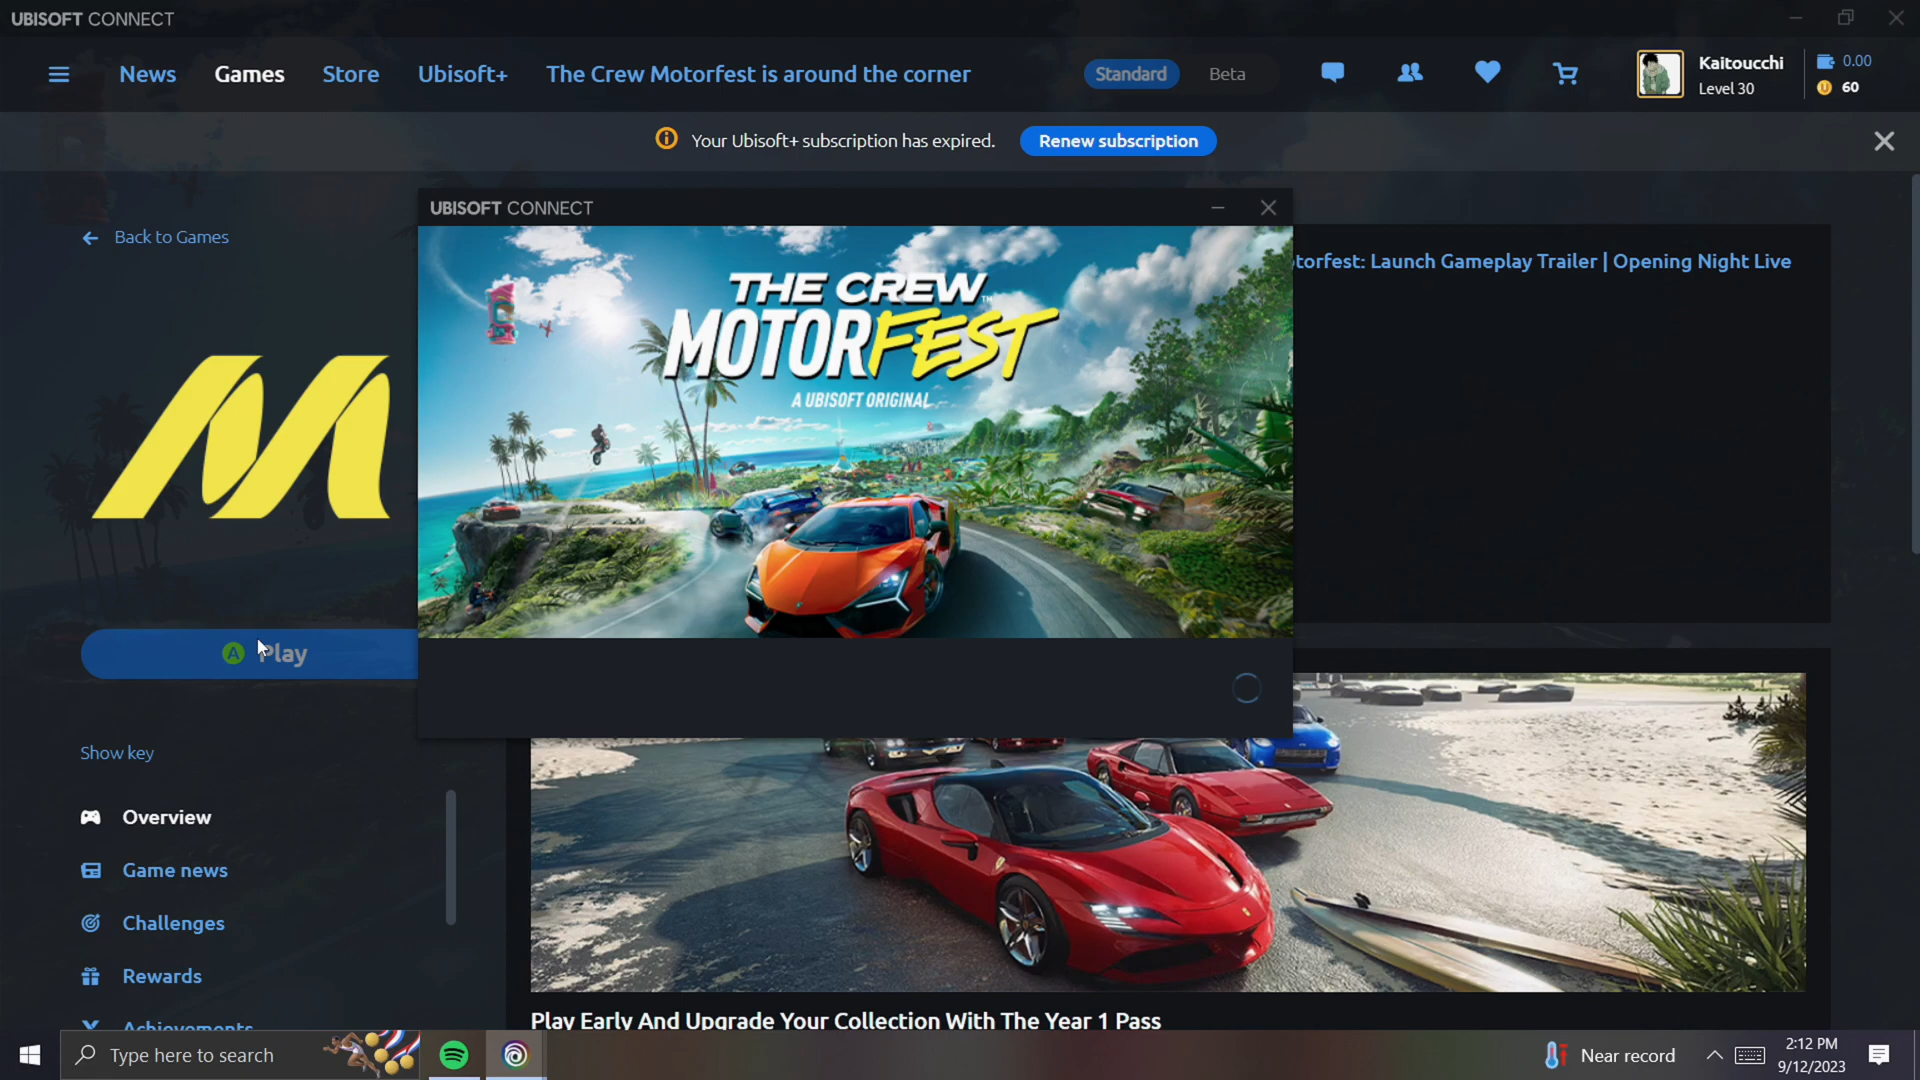 UBISOFT CONNECT
News Games Store Ubisoft+ The Crew Motorfest is around the corner Standard Beta
Kaitoucchi 0.00
Level 30 60
Your Ubisoft+ subscription has expired. Renew subscription
UBISOFT CONNECT
Back to Games
torfest: Launch Gameplay Trailer | Opening Night Live
THE CREW™
MOTORFEST
A UBISOFT ORIGINAL
A Play
Show key
Overview
Game news
Challenges
Rewards
Achievements
Play Early And Upgrade Your Collection With The Year 1 Pass
Type here to search
Near record
2:12 PM
9/12/2023